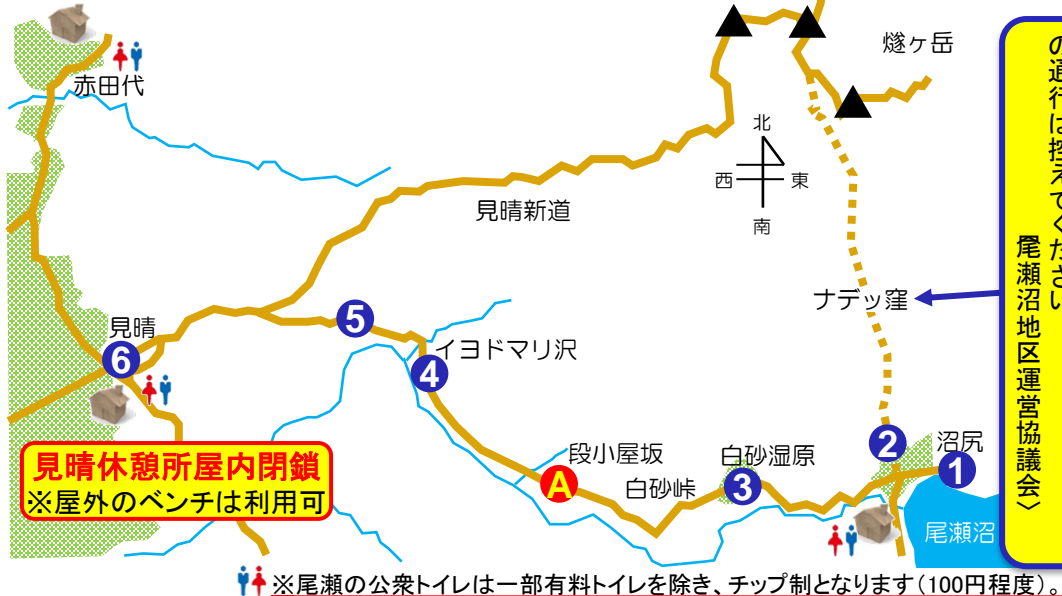 赤田代
燧ヶ岳
北
西
東
南
見晴新道
の通行は控えてください
尾瀬沼地区運営協議会〉
ナデッ窪
見晴
5
イヨドマリ沢
6
4
2
沼尻
1
段小屋坂
白砂湿原
A
白砂峠
3
見晴休憩所屋内閉鎖
※屋外のベンチは利用可
尾瀬沼
※尾瀬の公衆トイレは一部有料トイレを除き、チップ制となります(100円程度)。